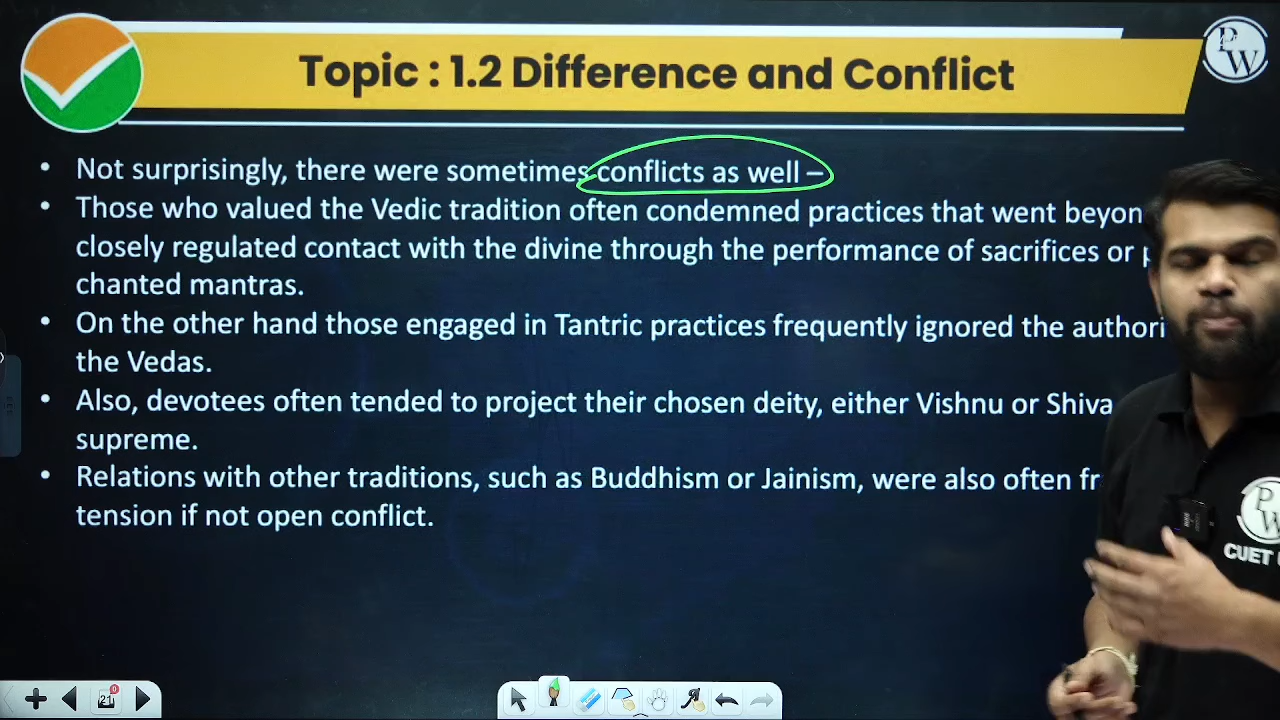 Topic : 1.2 Difference and Conflict
PW
• Not surprisingly, there were sometimes conflicts as well –
• Those who valued the Vedic tradition often condemned practices that went beyon
closely regulated contact with the divine through the performance of sacrifices or p
chanted mantras.
• On the other hand those engaged in Tantric practices frequently ignored the authori
the Vedas.
• Also, devotees often tended to project their chosen deity, either Vishnu or Shiva
supreme.
• Relations with other traditions, such as Buddhism or Jainism, were also often fr
tension if not open conflict.
PW
CUET
21